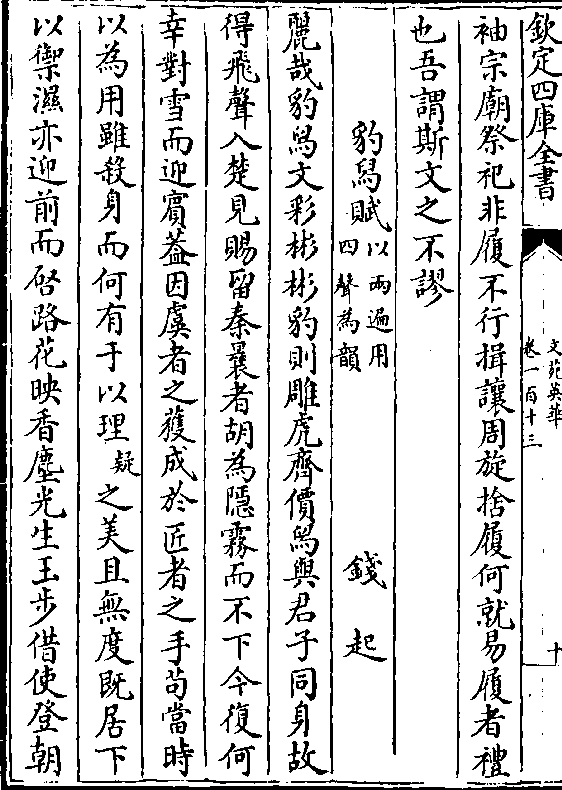 欽定四庫全書
文苑英華
卷一百十三
十
袖宗廟祭祀非履不行揖讓周旋捨履何就易履者禮
也吾謂斯文之不謬
豹舄賦以兩遍用四聲為韻 錢起
麗哉豹舄文彩彬彬豹則雕虎齊價舄與君子同身故
得飛聲入楚見賜留秦曩者胡為隱霧而不下今復何
幸對雪而迎賔葢因虞者之獲成於匠者之手苟當時
以為用雖殺身而何有于以理疑之美且無度既居下
以禦濕亦迎前而啓路花映香塵光生玉步借使登朝